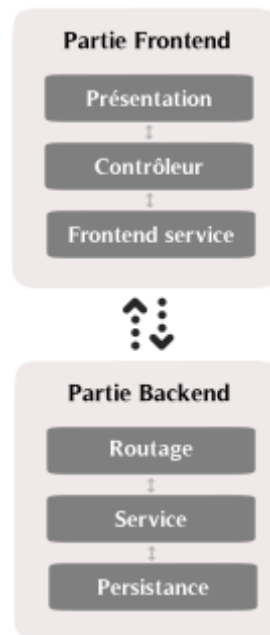 Partie Frontend
Présentation
Contrôleur
Frontend service
Partie Backend
Routage
Service
Persistance